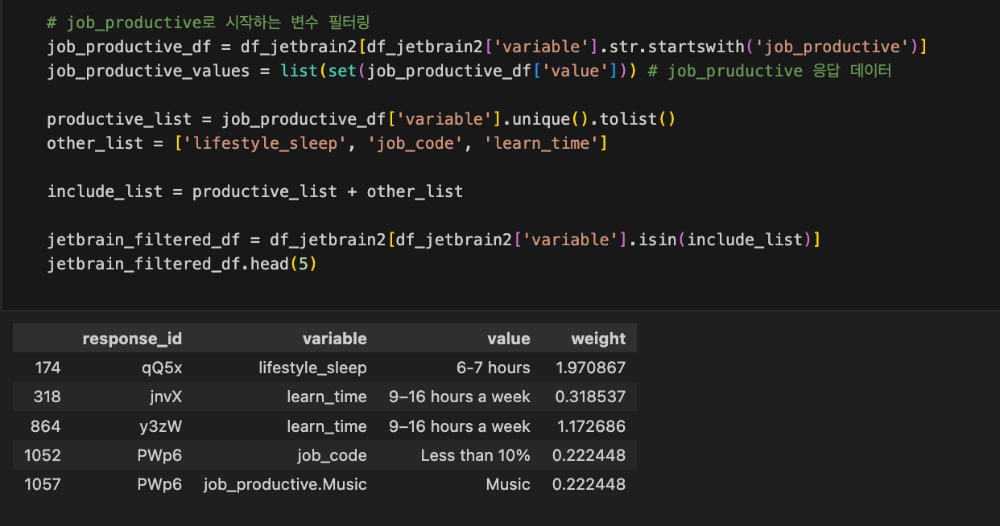 # job_productive로 시작하는 변수 필터링
job_productive_df = df_jetbrain2[df_jetbrain2['variable'].str.startswith('job_productive')]
job_productive_values = list(set(job_productive_df['value'])) # job_pruductive 응답 데이터
productive_list = job_productive_df['variable'].unique().tolist()
other_list = ['lifestyle_sleep', 'job_code', 'learn_time']
include_list = productive_list + other_list
jetbrain_filtered_df = df_jetbrain2[df_jetbrain2['variable'].isin(include_list)]
jetbrain_filtered_df.head(5)
response_id variable value weight
174 qQ5x lifestyle_sleep 6-7 hours 1.970867
318 jnvX learn_time 9–16 hours a week 0.318537
864 y3zW learn_time 9–16 hours a week 1.172686
1052 PWp6 job_code Less than 10% 0.222448
1057 PWp6 job_productive.Music Music 0.222448